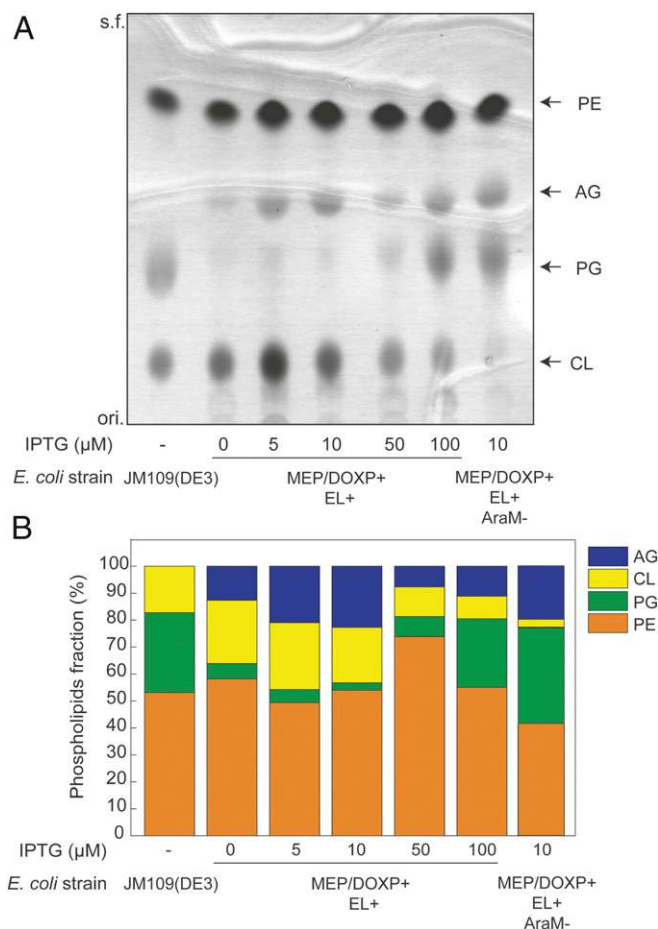 A
s.f.
PE
AG
PG
CL
ori.
IPTG (μM) - 0 5 10 50 100 10
E. coli strain JM109(DE3) MEP/DOXP+ MEP/DOXP+
EL+ EL+
AraM-
B
Phospholipids fraction (%)
100
90
80
70
60
50
40
30
20
10
0
AG
CL
PG
PE
IPTG (μM) - 0 5 10 50 100 10
E. coli strain JM109(DE3) MEP/DOXP+ MEP/DOXP+
EL+ EL+
AraM-